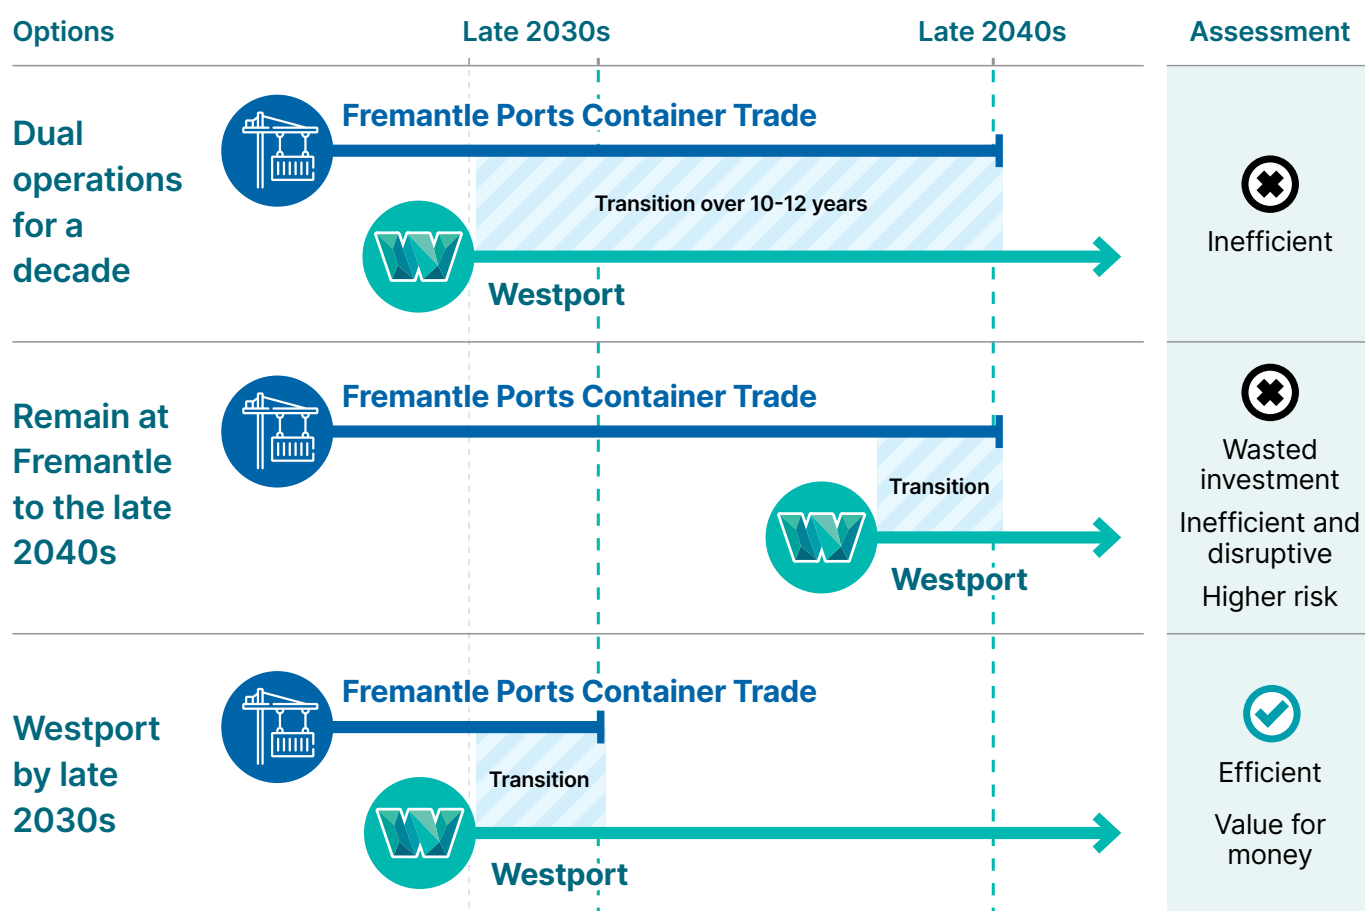 Options
Late 2030s
Late 2040s
Assessment
Dual
operations
for a
decade
Fremantle Ports Container Trade
Transition over 10-12 years
Westport
Inefficient
Remain at
Fremantle
to the late
2040s
Fremantle Ports Container Trade
Transition
Westport
Wasted
investment
Inefficient and
disruptive
Higher risk
Westport
by late
2030s
Fremantle Ports Container Trade
Transition
Westport
Efficient
Value for
money